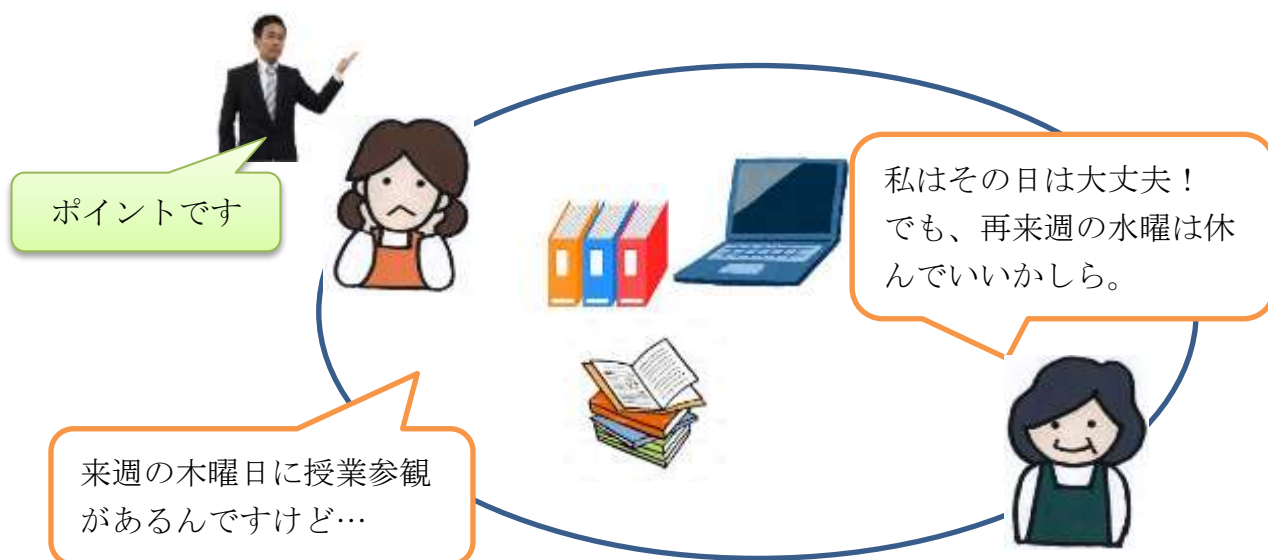 ポイントです
来週の木曜日に授業参観
があるんですけど…
私はその日は大丈夫！
でも、再来週の水曜は休
んでいいかしら。